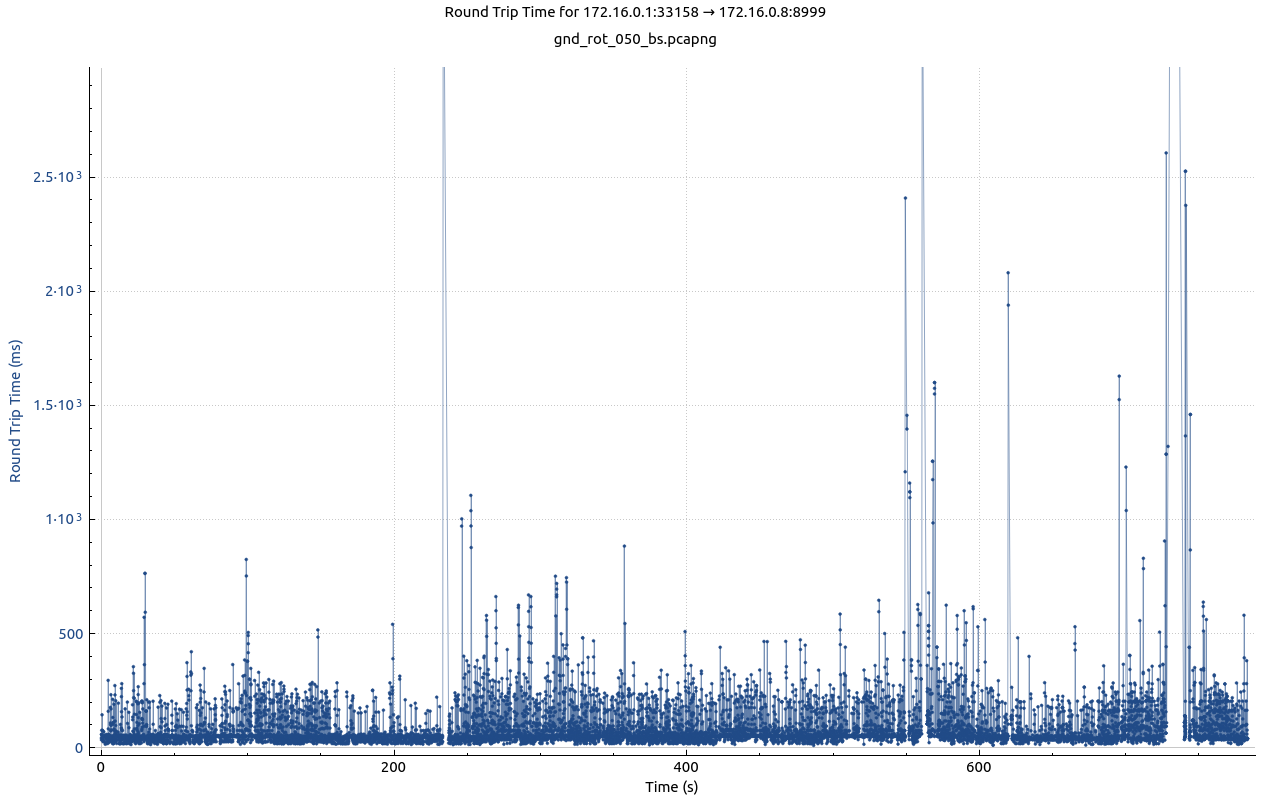 Round Trip Time for 172.16.0.1:33158 → 172.16.0.8:8999
gnd_rot_050_bs.pcapng
Round Trip Time (ms)
2.5·10³
2·10³
1.5·10³
1·10³
500
0
0 200 400 600
Time (s)